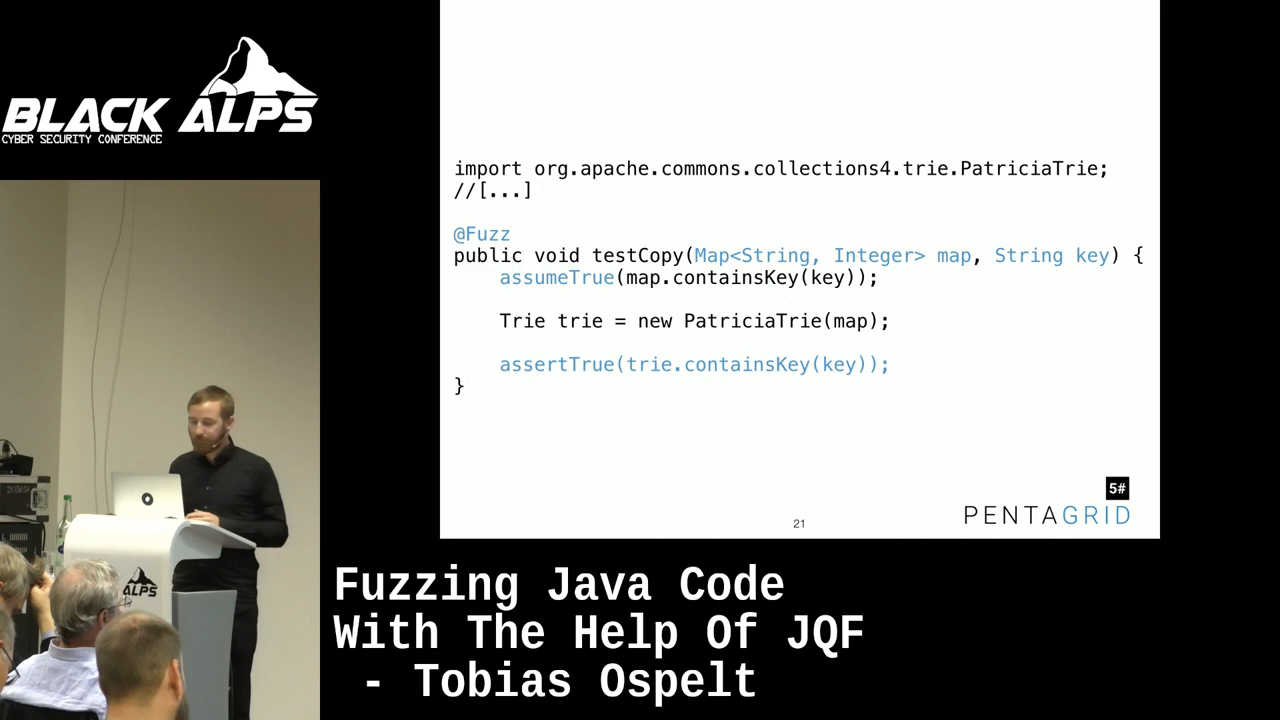 BLACK ALPS
CYBER SECURITY CONFERENCE
import org.apache.commons.collections4.trie.PatriciaTrie;
//[...]
@Fuzz
public void testCopy(Map<String, Integer> map, String key) {
assumeTrue(map.containsKey(key));
Trie trie = new PatriciaTrie(map);
assertTrue(trie.containsKey(key));
}
5#
PENTAGRID
21
ALPS
Fuzzing Java Code
With The Help Of JQF
- Tobias Ospelt